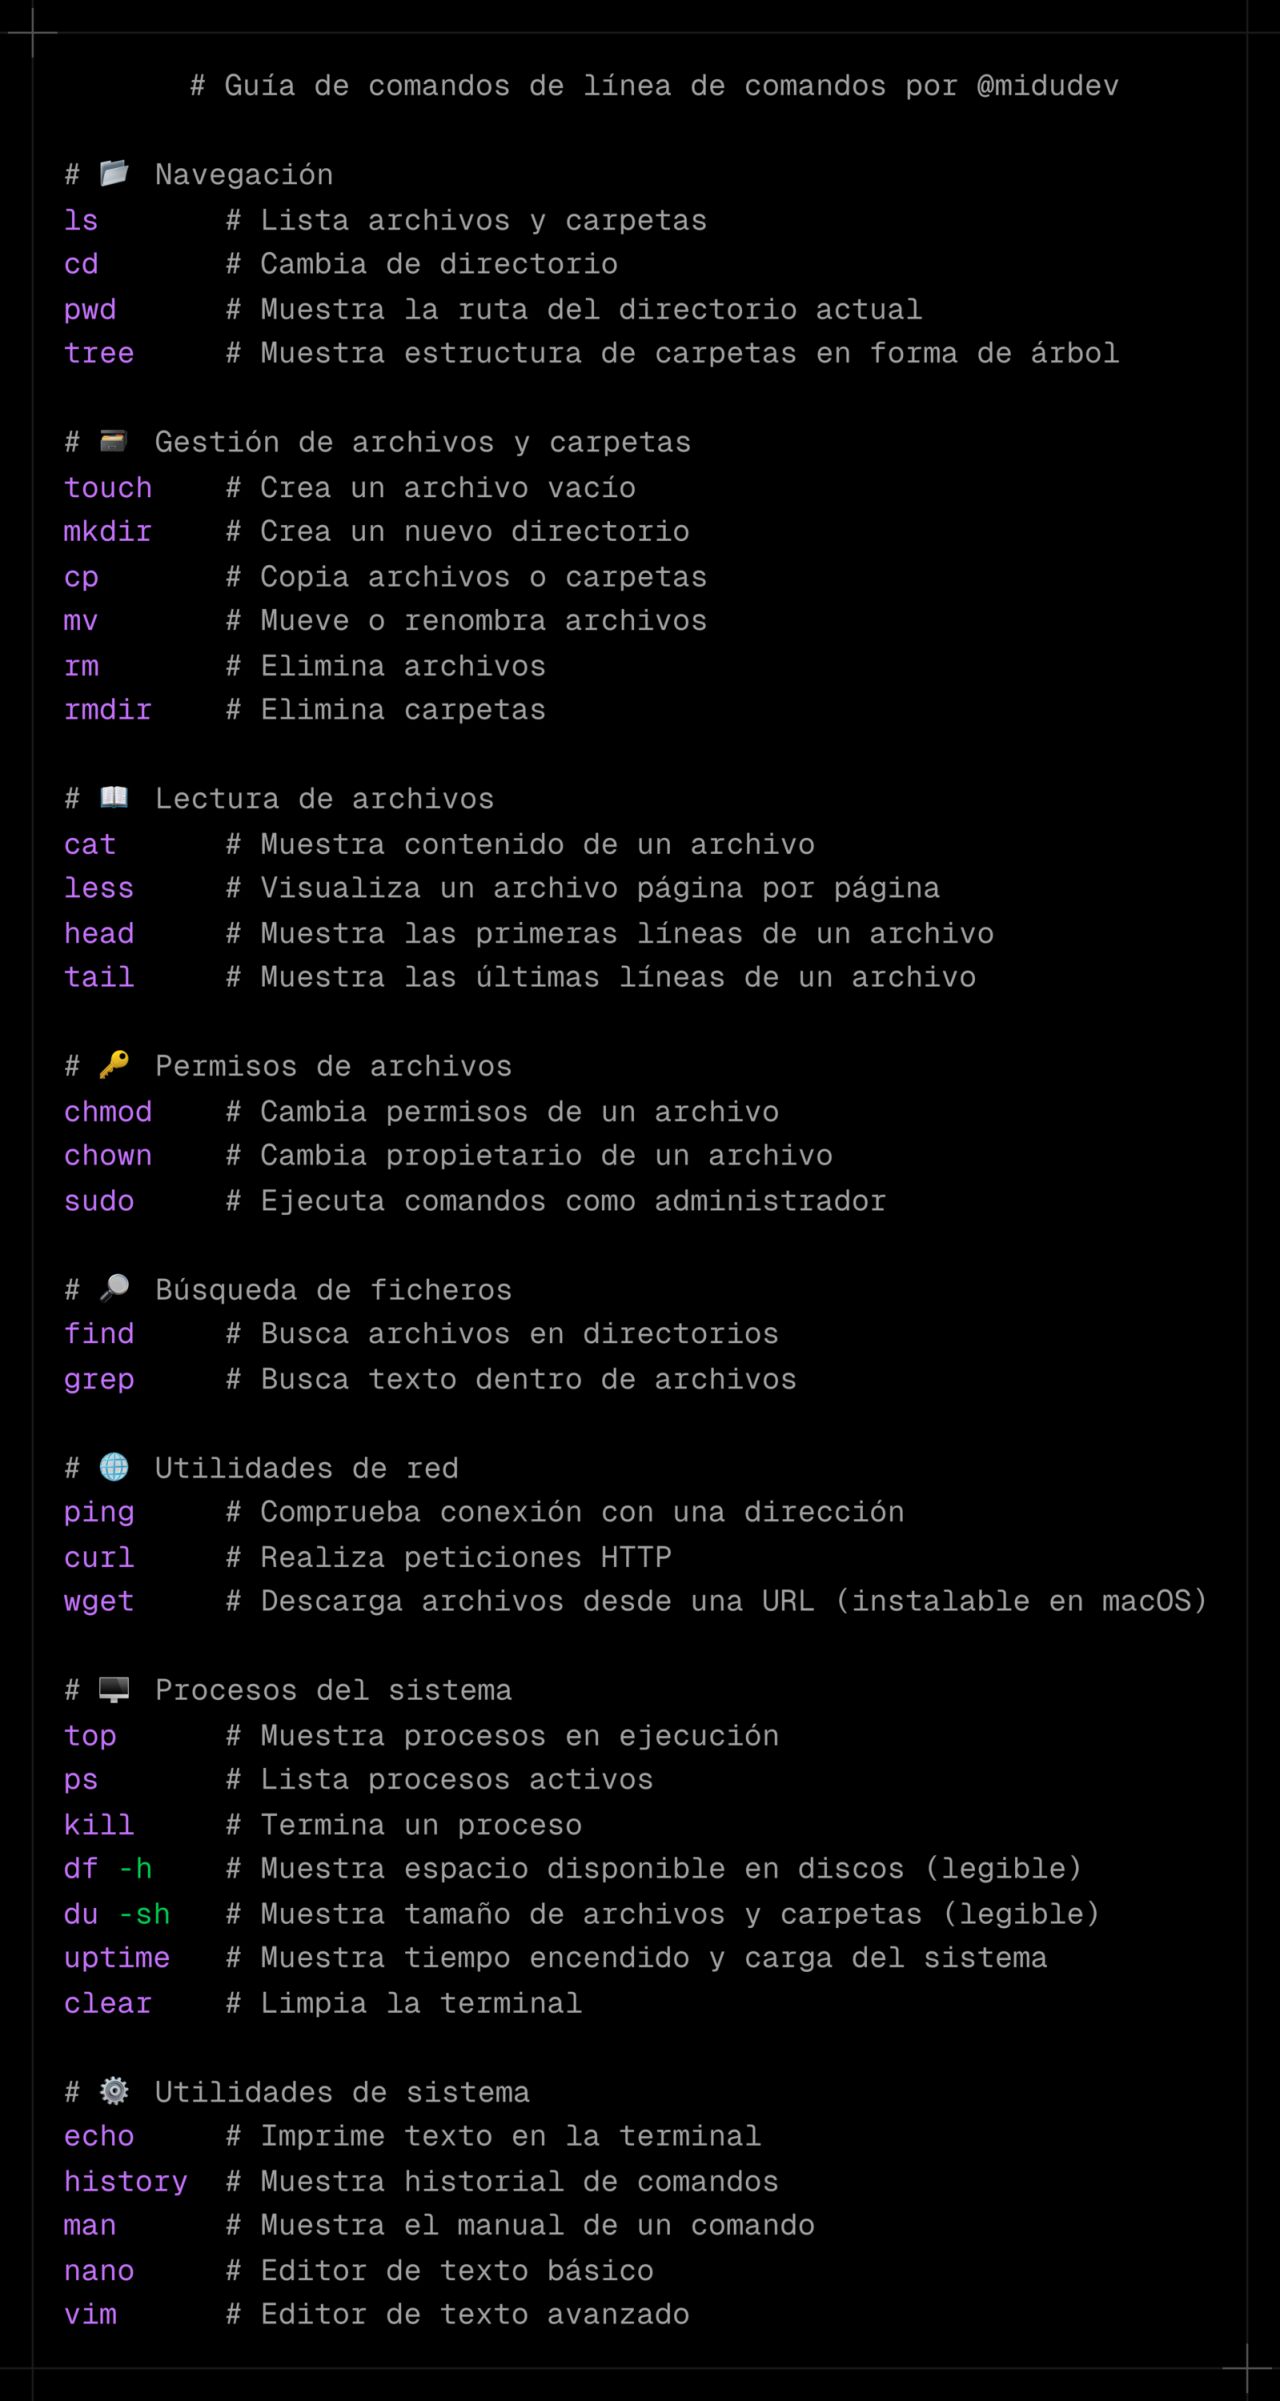 # Guía de comandos de línea de comandos por @midudev
# 📂 Navegación
ls # Lista archivos y carpetas
cd # Cambia de directorio
pwd # Muestra la ruta del directorio actual
tree # Muestra estructura de carpetas en forma de árbol
# 🗃️ Gestión de archivos y carpetas
touch # Crea un archivo vacío
mkdir # Crea un nuevo directorio
cp # Copia archivos o carpetas
mv # Mueve o renombra archivos
rm # Elimina archivos
rmdir # Elimina carpetas
# 📖 Lectura de archivos
cat # Muestra contenido de un archivo
less # Visualiza un archivo página por página
head # Muestra las primeras líneas de un archivo
tail # Muestra las últimas líneas de un archivo
# 🔑 Permisos de archivos
chmod # Cambia permisos de un archivo
chown # Cambia propietario de un archivo
sudo # Ejecuta comandos como administrador
# 🔎 Búsqueda de ficheros
find # Busca archivos en directorios
grep # Busca texto dentro de archivos
# 🌐 Utilidades de red
ping # Comprueba conexión con una dirección
curl # Realiza peticiones HTTP
wget # Descarga archivos desde una URL (instalable en macOS)
# 🖥️ Procesos del sistema
top # Muestra procesos en ejecución
ps # Lista procesos activos
kill # Termina un proceso
df -h # Muestra espacio disponible en discos (legible)
du -sh # Muestra tamaño de archivos y carpetas (legible)
uptime # Muestra tiempo encendido y carga del sistema
clear # Limpia la terminal
# ⚙️ Utilidades de sistema
echo # Imprime texto en la terminal
history # Muestra historial de comandos
man # Muestra el manual de un comando
nano # Editor de texto básico
vim # Editor de texto avanzado